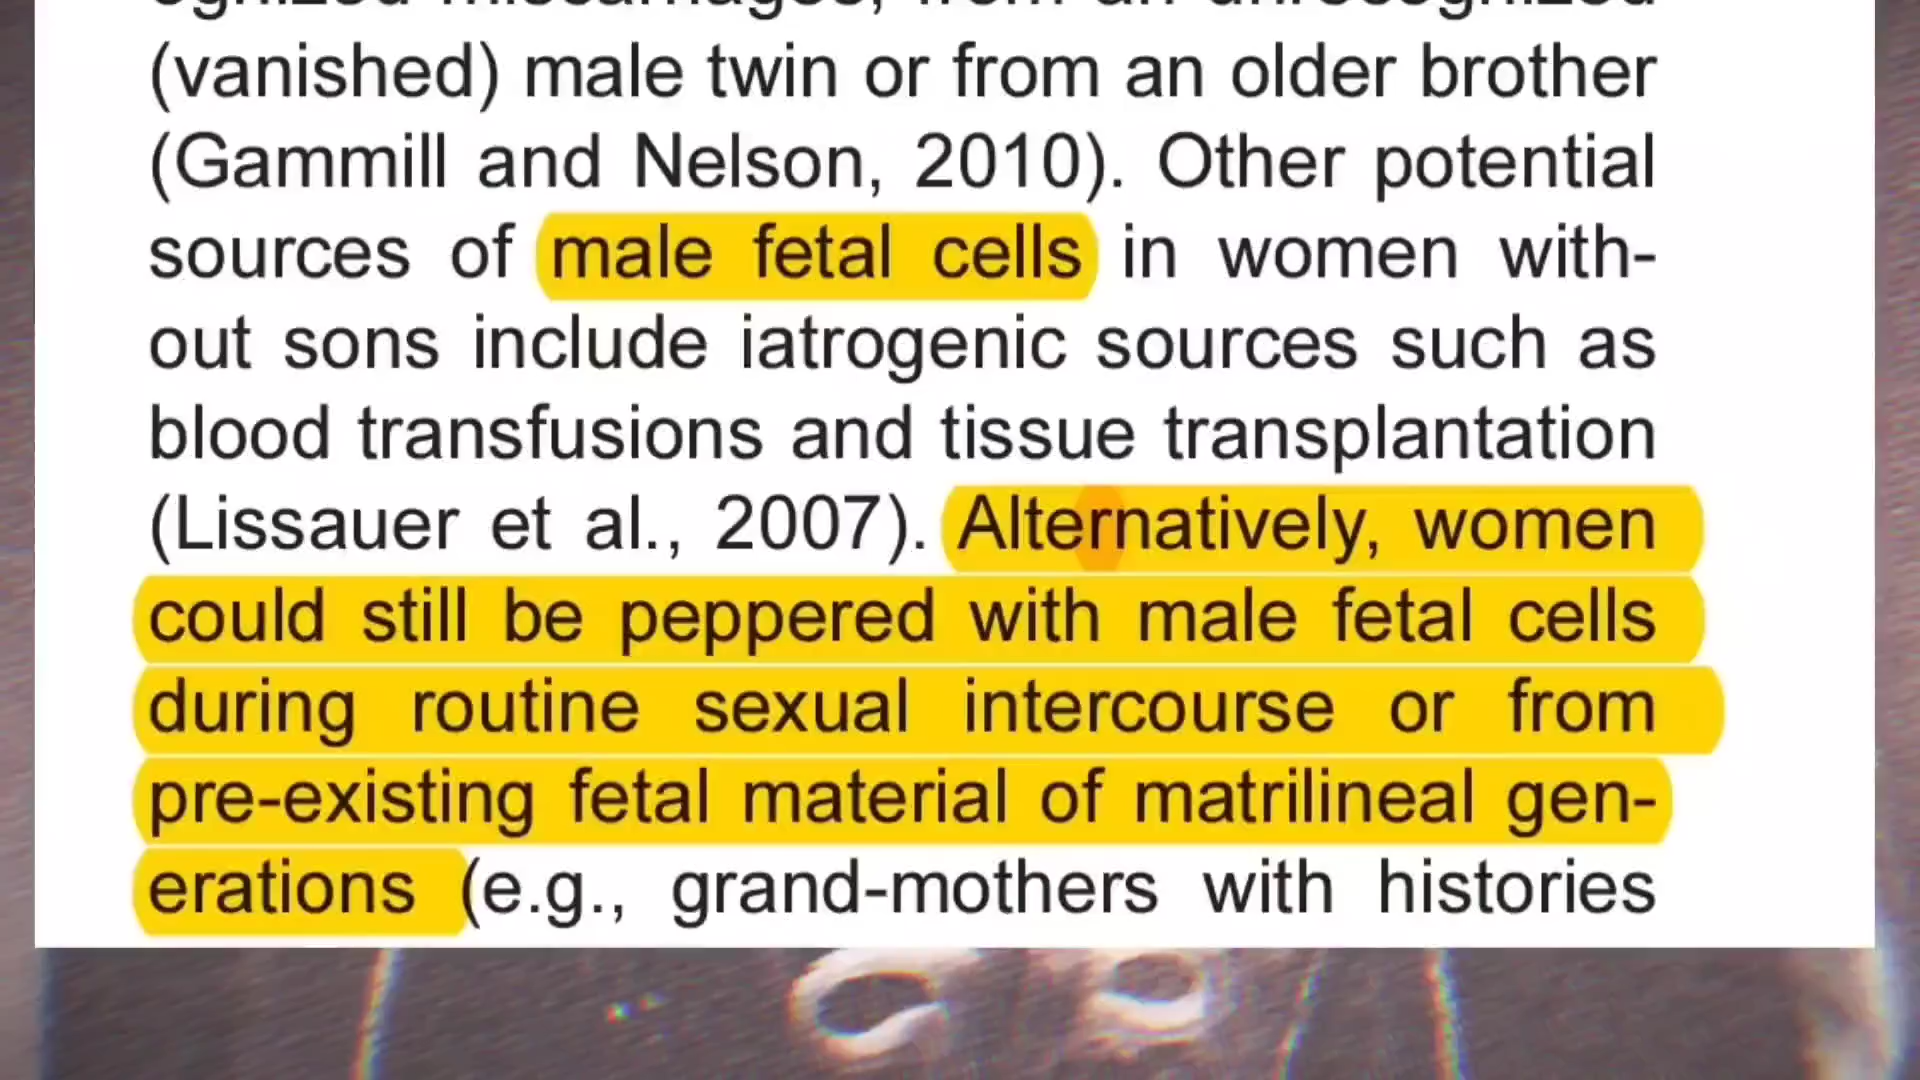 (vanished) male twin or from an older brother
(Gammill and Nelson, 2010). Other potential
sources of male fetal cells in women with-
out sons include iatrogenic sources such as
blood transfusions and tissue transplantation
(Lissauer et al., 2007). Alternatively, women
could still be peppered with male fetal cells
during routine sexual intercourse or from
pre-existing fetal material of matrilineal gen-
erations (e.g., grand-mothers with histories